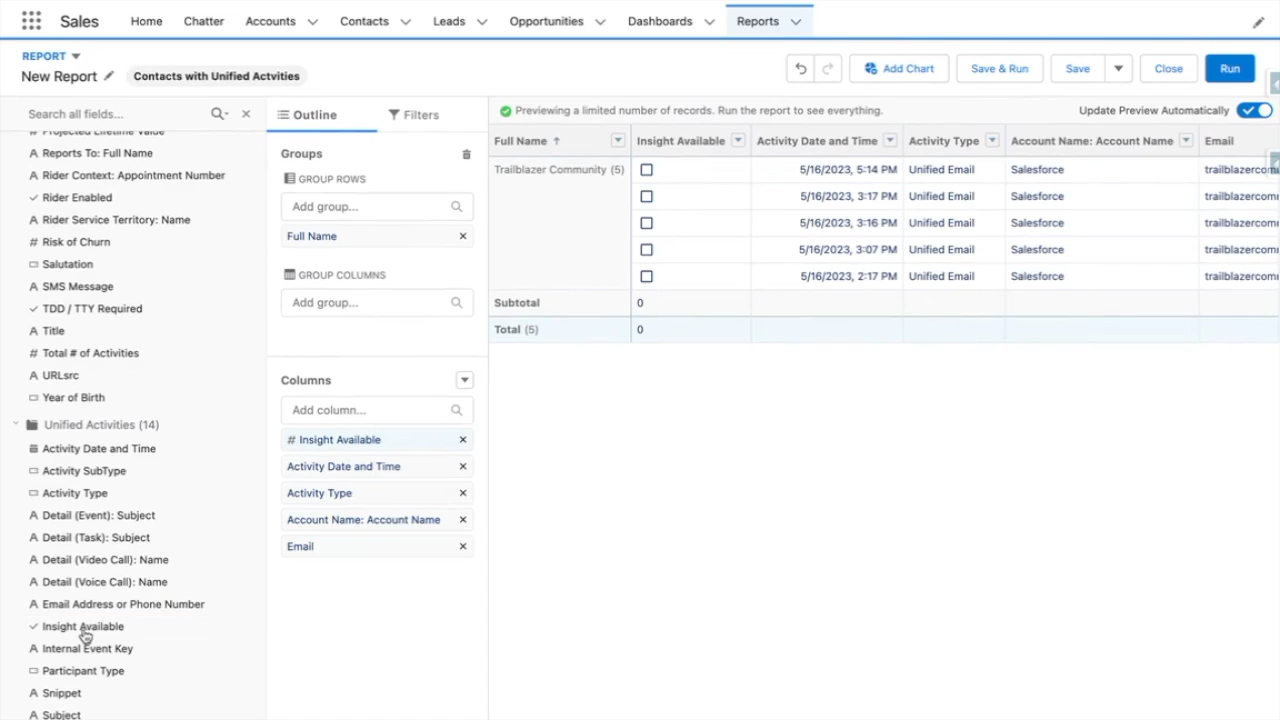 Sales Home Chatter Accounts Contacts Leads Opportunities Dashboards Reports
REPORT
New Report Contacts with Unified Actvities
Add Chart Save & Run Save Close Run
Search all fields...
Projected Lifetime Value
A Reports To: Full Name
A Rider Context: Appointment Number
Rider Enabled
A Rider Service Territory: Name
# Risk of Churn
Salutation
A SMS Message
TDD / TTY Required
A Title
# Total # of Activities
A URLsrc
Year of Birth
Unified Activities (14)
Activity Date and Time
Activity SubType
Activity Type
A Detail (Event): Subject
A Detail (Task): Subject
A Detail (Video Call): Name
A Detail (Voice Call): Name
A Email Address or Phone Number
Insight Available
A Internal Event Key
Participant Type
A Snippet
A Subject
Outline Filters
Groups
GROUP ROWS
Add group...
Full Name
GROUP COLUMNS
Add group...
Columns
Add column...
# Insight Available
Activity Date and Time
Activity Type
Account Name: Account Name
Email
Previewing a limited number of records. Run the report to see everything. Update Preview Automatically
Full Name ↑ Insight Available Activity Date and Time Activity Type Account Name: Account Name Email
Trailblazer Community (5) 5/16/2023, 5:14 PM Unified Email Salesforce trailblazercom
5/16/2023, 3:17 PM Unified Email Salesforce trailblazercom
5/16/2023, 3:16 PM Unified Email Salesforce trailblazercom
5/16/2023, 3:07 PM Unified Email Salesforce trailblazercom
5/16/2023, 2:17 PM Unified Email Salesforce trailblazercom
Subtotal 0
Total (5) 0